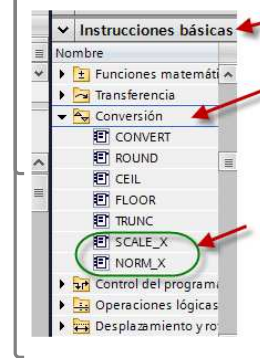 Instrucciones básicas
Nombre
Funciones matemáti
Transferencia
Conversión
CONVERT
ROUND
CEIL
FLOOR
TRUNC
SCALE_X
NORM_X
Control del programa
Operaciones lógicas
Desplazamiento y ro